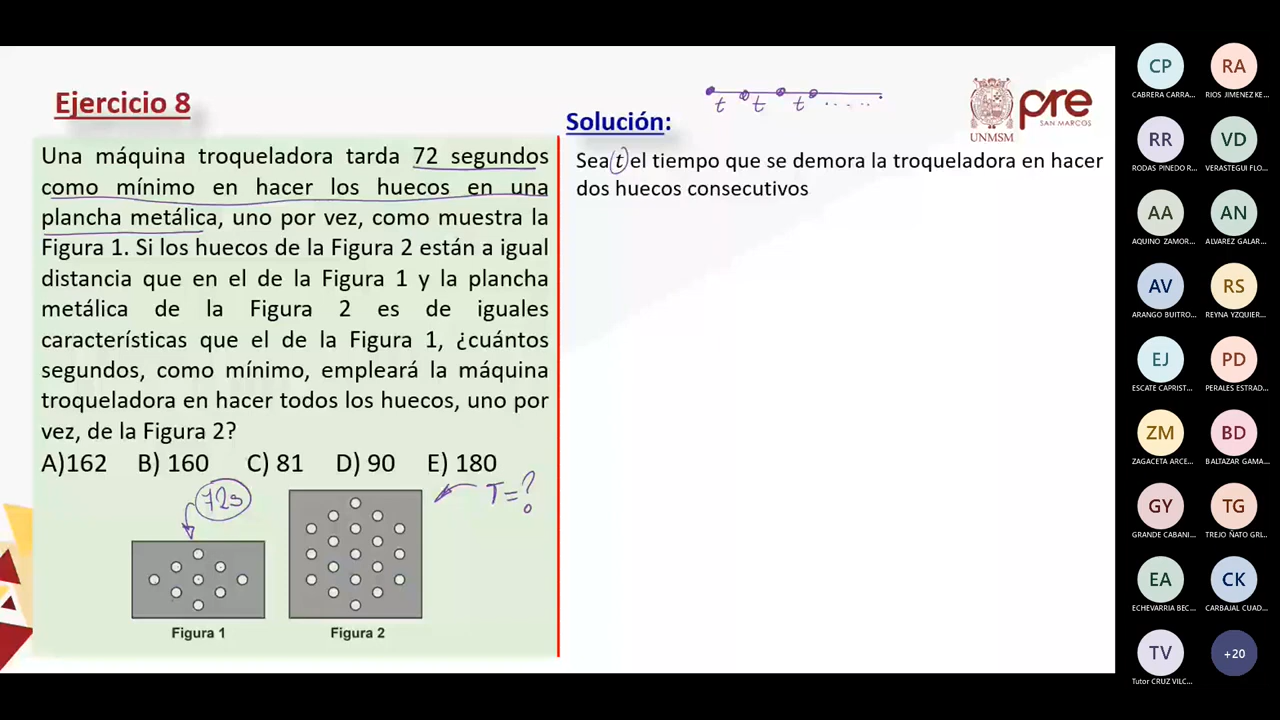 Ejercicio 8
Una máquina troqueladora tarda 72 segundos
como mínimo en hacer los huecos en una
plancha metálica, uno por vez, como muestra la
Figura 1. Si los huecos de la Figura 2 están a igual
distancia que en el de la Figura 1 y la plancha
metálica de la Figura 2 es de iguales
características que el de la Figura 1, ¿cuántos
segundos, como mínimo, empleará la máquina
troqueladora en hacer todos los huecos, uno por
vez, de la Figura 2?
A)162 B) 160 C) 81 D) 90 E) 180
72s
T=?
Figura 1
Figura 2
t t t .....
Solución:
Sea t el tiempo que se demora la troqueladora en hacer
dos huecos consecutivos
UNMSM
pre
SAN MARCOS
CP RA
CABRERA CARRA... RIOS JIMENEZ KE...
RR VD
RODAS PINEDO R... VERASTEGUI FLO...
AA AN
AQUINO ZAMOR... ALVAREZ GALAR...
AV RS
ARANGO BUITRO... REYNA YZQUIER...
EJ PD
ESCATE CAPRIST... PERALES ESTRAD...
ZM BD
ZAGACETA ARCE... BALTAZAR GAMA...
GY TG
GRANDE CABANI... TREJO ÑATO GRL...
EA CK
ECHEVARRIA BEC... CARBAJAL CUAD...
TV +20
Tutor CRUZ VILC...